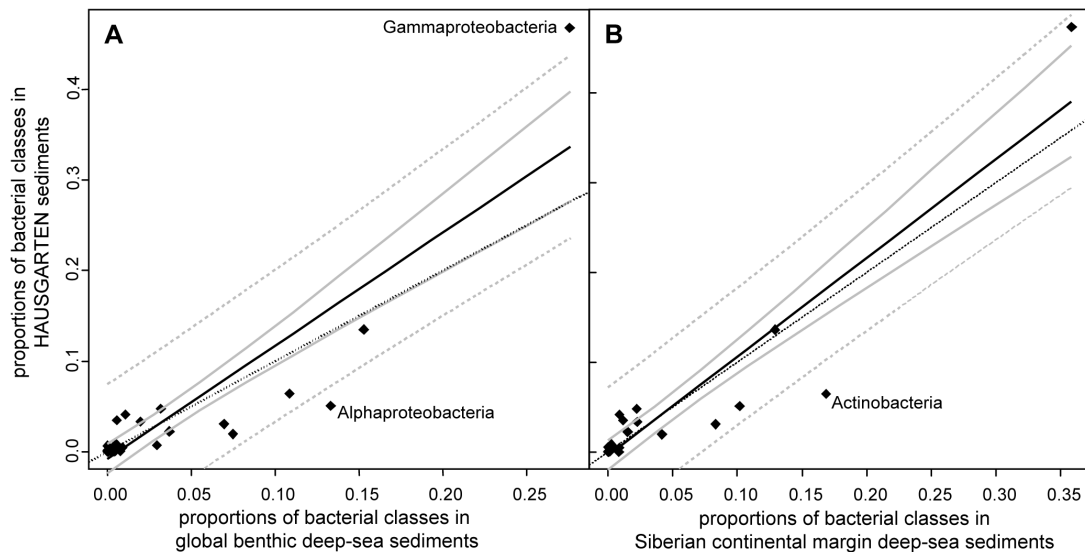 A
Gammaproteobacteria
B
proportions of bacterial classes in
HAUSGARTEN sediments
0.4
0.3
0.2
0.1
0.0
Alphaproteobacteria
Actinobacteria
0.00 0.05 0.10 0.15 0.20 0.25
0.00 0.05 0.10 0.15 0.20 0.25 0.30 0.35
proportions of bacterial classes in
global benthic deep-sea sediments
proportions of bacterial classes in
Siberian continental margin deep-sea sediments